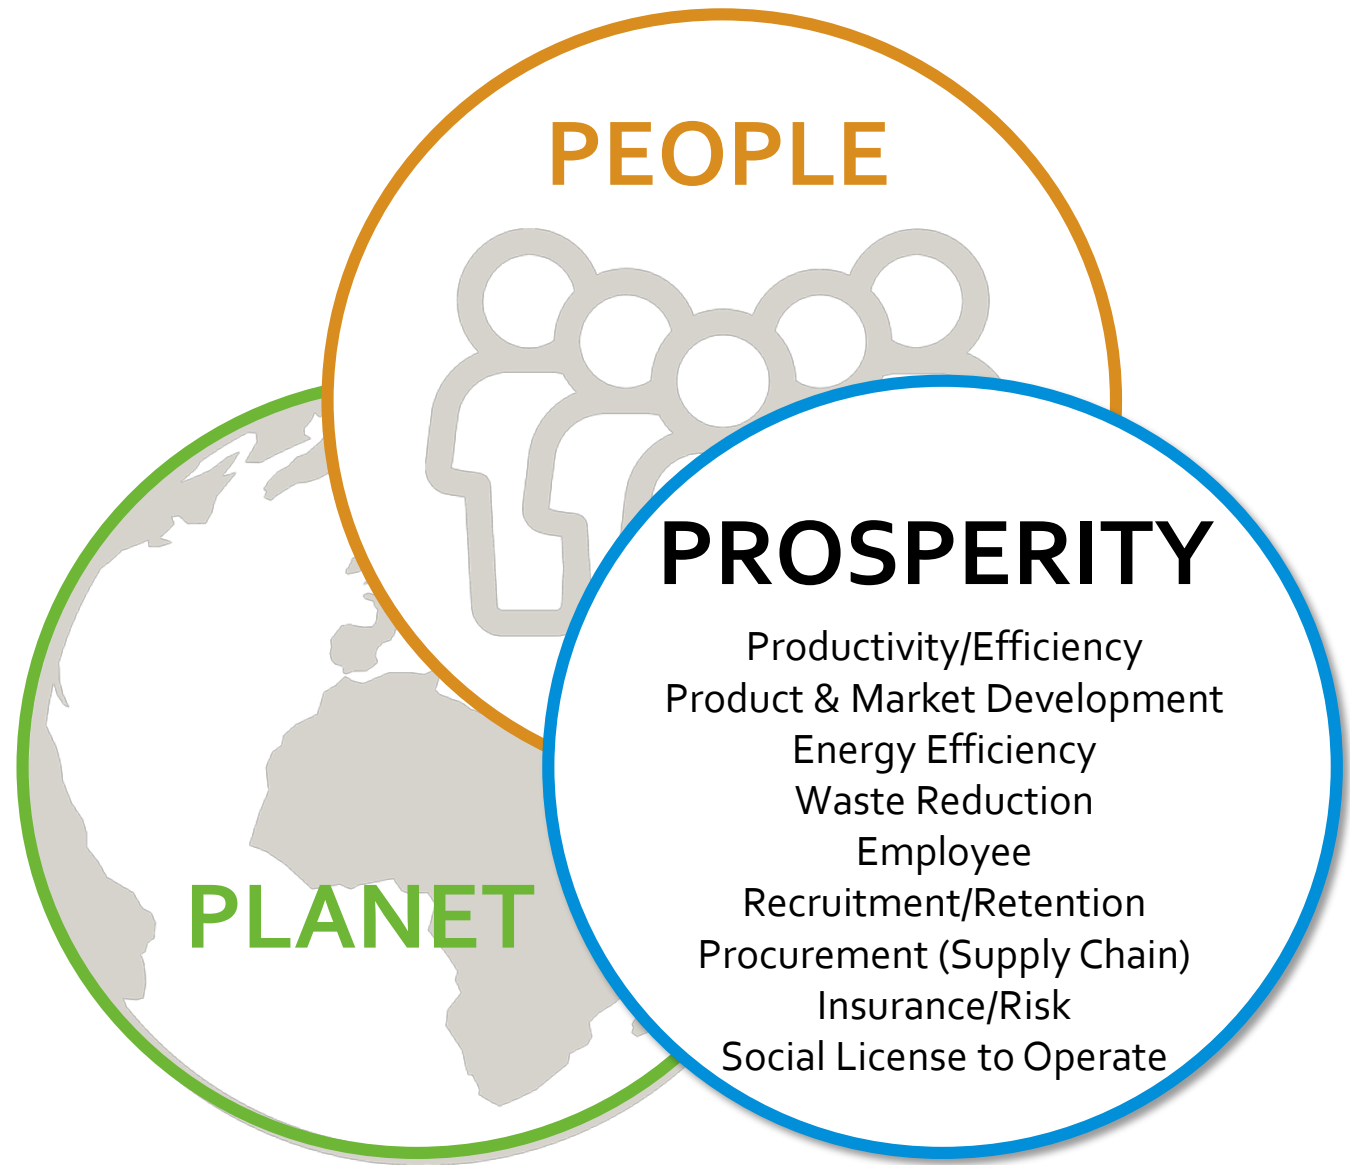 PEOPLE
PROSPERITY
Productivity/Efficiency
Product & Market Development
Energy Efficiency
Waste Reduction
Employee
Recruitment/Retention
Procurement (Supply Chain)
Insurance/Risk
Social License to Operate
PLANET